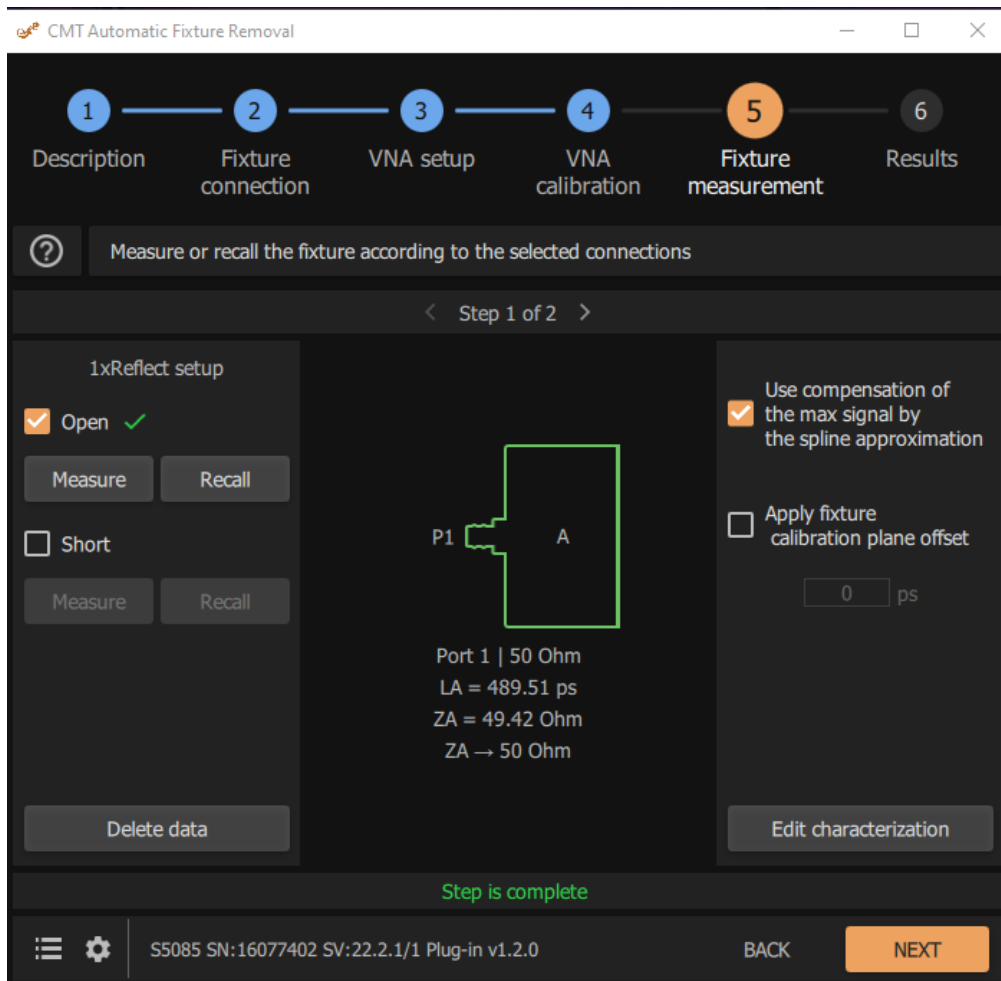 CMT Automatic Fixture Removal
1
2
3
4
5
6
Description
Fixture
connection
VNA setup
VNA
calibration
Fixture
measurement
Results
Measure or recall the fixture according to the selected connections
Step 1 of 2
1xReflect setup
Open
Measure
Recall
Short
Measure
Recall
Delete data
P1
A
Port 1 | 50 Ohm
LA = 489.51 ps
ZA = 49.42 Ohm
ZA → 50 Ohm
Use compensation of
the max signal by
the spline approximation
Apply fixture
calibration plane offset
0
ps
Edit characterization
Step is complete
S5085 SN:16077402 SV:22.2.1/1 Plug-in v1.2.0
BACK
NEXT